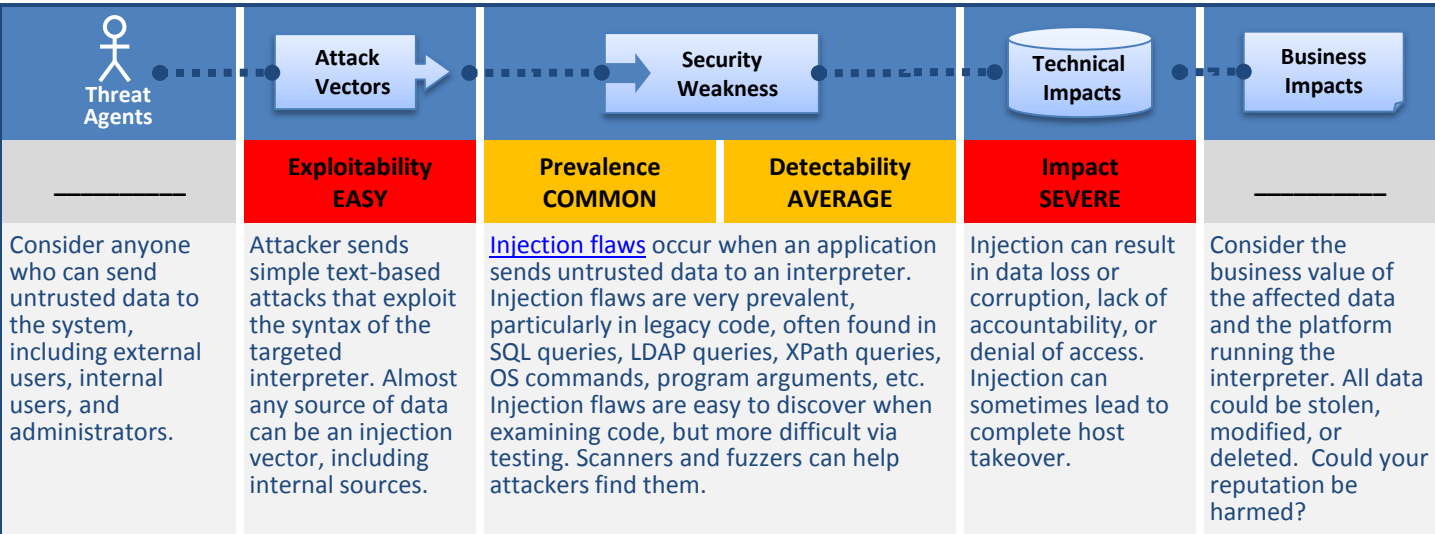 Threat
Agents
Attack
Vectors
Security
Weakness
Technical
Impacts
Business
Impacts
__________
Exploitability
EASY
Prevalence
COMMON
Detectability
AVERAGE
Impact
SEVERE
__________
Consider anyone
who can send
untrusted data to
the system,
including external
users, internal
users, and
administrators.
Attacker sends
simple text-based
attacks that exploit
the syntax of the
targeted
interpreter. Almost
any source of data
can be an injection
vector, including
internal sources.
Injection flaws occur when an application
sends untrusted data to an interpreter.
Injection flaws are very prevalent,
particularly in legacy code, often found in
SQL queries, LDAP queries, XPath queries,
OS commands, program arguments, etc.
Injection flaws are easy to discover when
examining code, but more difficult via
testing. Scanners and fuzzers can help
attackers find them.
Injection can result
in data loss or
corruption, lack of
accountability, or
denial of access.
Injection can
sometimes lead to
complete host
takeover.
Consider the
business value of
the affected data
and the platform
running the
interpreter. All data
could be stolen,
modified, or
deleted.  Could your
reputation be
harmed?